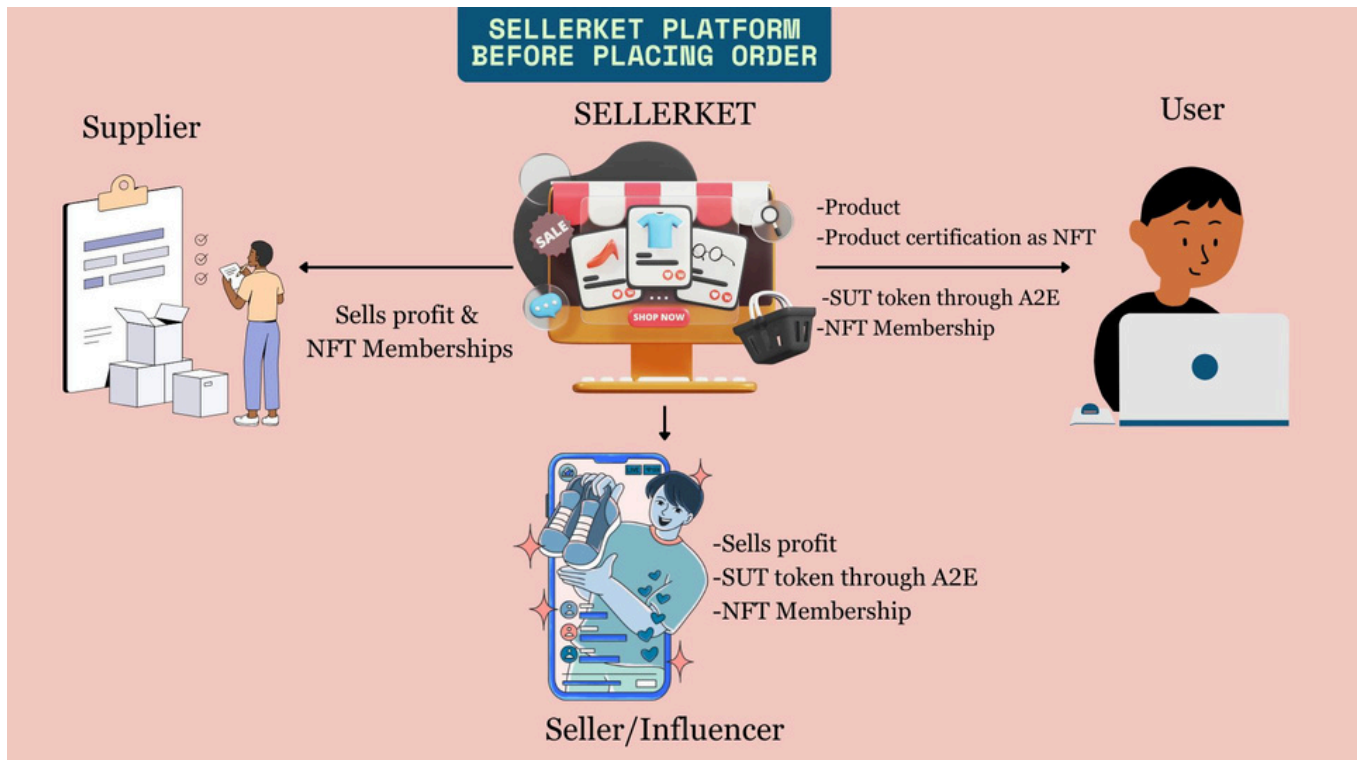 SELLERKET PLATFORM
BEFORE PLACING ORDER
Supplier
SELLERKET
User
SALE
SHOP NOW
Sells profit &
NFT Memberships
-Product
-Product certification as NFT
-SUT token through A2E
-NFT Membership
LIVE
-Sells profit
-SUT token through A2E
-NFT Membership
Seller/Influencer